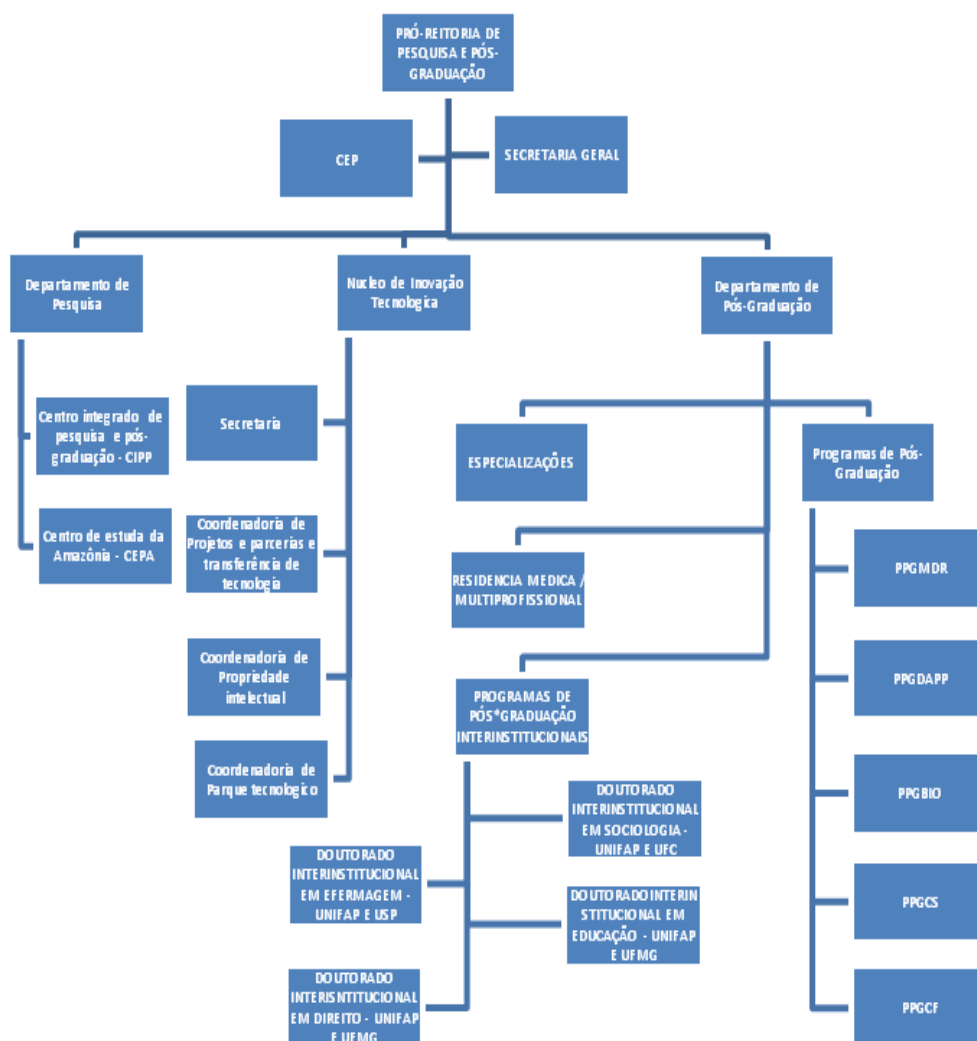 PRÓ-REITORIA DE
PESQUISA E PÓS-
GRADUAÇÃO
CEP
SECRETARIA GERAL
Departamento de
Pesquisa
Nucleo de Inovação
Tecnologica
Departamento de
Pós-Graduação
Centro integrado de
pesquisa e pós-
graduação - CIPP
Centro de estuda da
Amazônia - CEPA
Secretaria
Coordenadoria de
Projetos e parcerias e
transferência de
tecnologia
Coordenadoria de
Propriedade
intelectual
Coordenadoria de
Parque tecnologico
ESPECIALIZAÇÕES
RESIDENCIA MEDICA /
MULTIPROFISSIONAL
PROGRAMAS DE
PÓS*GRADUAÇÃO
INTERINSTITUCIONAIS
DOUTORADO
INTERINSTITUCIONAL
EM SOCIOLOGIA -
UNIFAP E UFC
DOUTORADO
INTERINSTITUCIONAL
EM EFERMAGEM -
UNIFAP E USP
DOUTORADO INTERIN
STITUCIONAL EM
EDUCAÇÃO - UNIFAP
E UFMG
DOUTORADO
INTERISNTITUCIONAL
EM DIREITO - UNIFAP
E UFMG
Programas de Pós-
Graduação
PPGMDR
PPGDAPP
PPGBIO
PPGCS
PPGCF